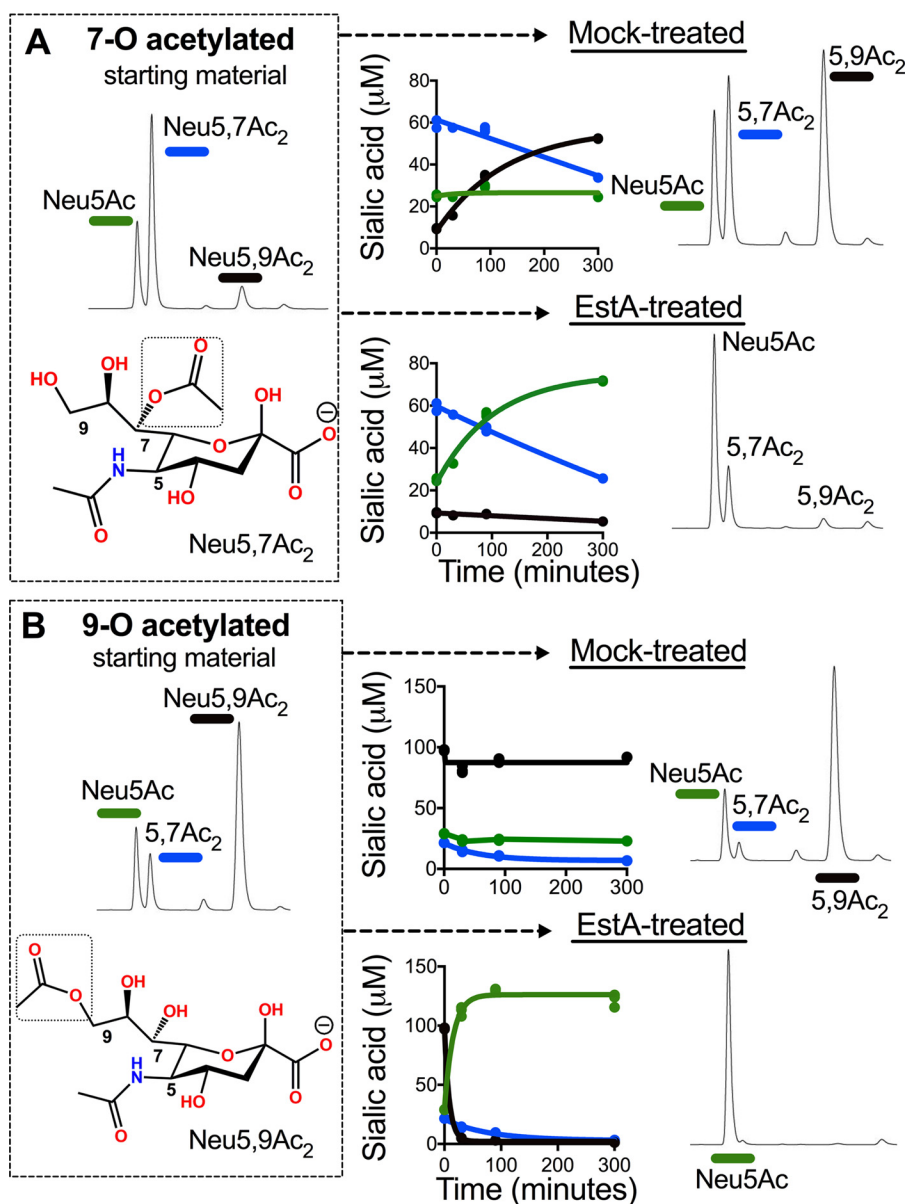 A 7-O acetylated
starting material
Neu5,7Ac2
Neu5Ac
Neu5,9Ac2
O
OH
HO
O
OH
O
O
9
7
H
N
5
HO
O
O
Neu5,7Ac2
Mock-treated
Sialic acid (µM)
80
60
40
20
0
0 100 200 300
5,9Ac2
5,7Ac2
Neu5Ac
EstA-treated
Sialic acid (µM)
80
60
40
20
0
0 100 200 300
Time (minutes)
Neu5Ac
5,7Ac2
5,9Ac2
B 9-O acetylated
starting material
Neu5,9Ac2
Neu5Ac
5,7Ac2
O
O
OH
OH
OH
O
O
9
7
H
N
5
HO
O
O
Neu5,9Ac2
Mock-treated
Sialic acid (µM)
150
100
50
0
0 100 200 300
Neu5Ac
5,7Ac2
5,9Ac2
EstA-treated
Sialic acid (µM)
150
100
50
0
0 100 200 300
Time (minutes)
Neu5Ac